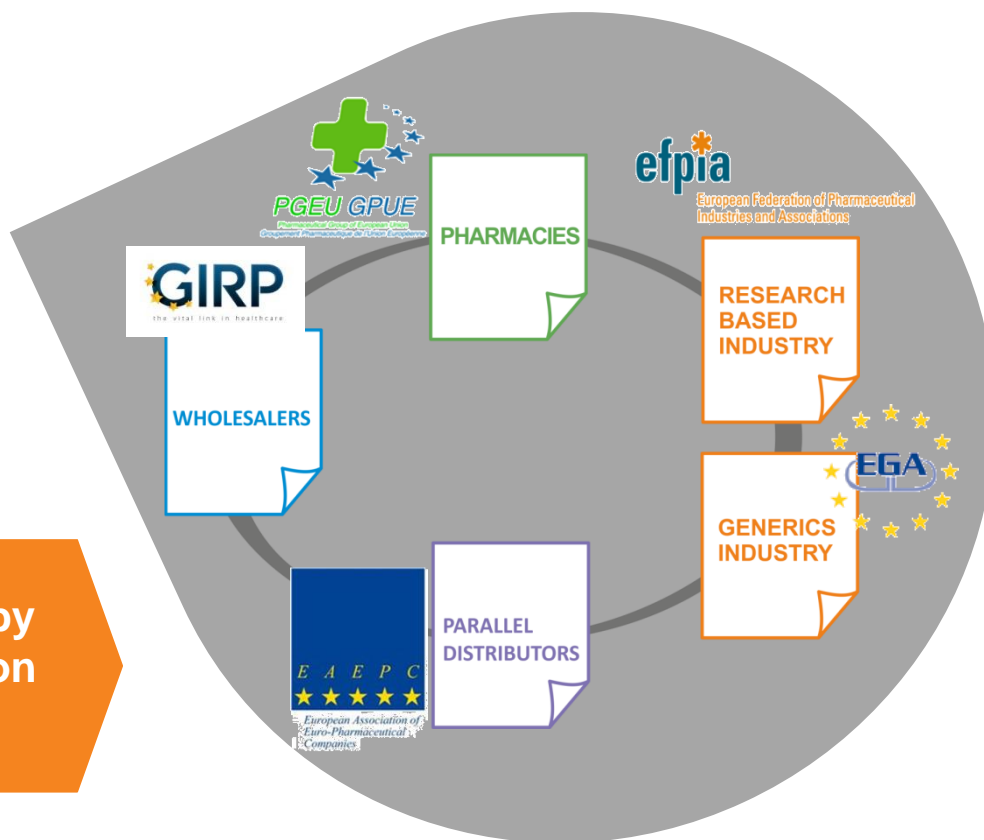 PGEU GPUE
Pharmaceutical Group of European Union
Groupement Pharmaceutique de l'Union Européenne
efpia
European Federation of Pharmaceutical
Industries and Associations
PHARMACIES
GIRP
the vital link in healthcare
RESEARCH
BASED
INDUSTRY
WHOLESALERS
EGA
GENERICS
INDUSTRY
by
on
PARALLEL
DISTRIBUTORS
E A E P C
European Association of
Euro-Pharmaceutical
Companies